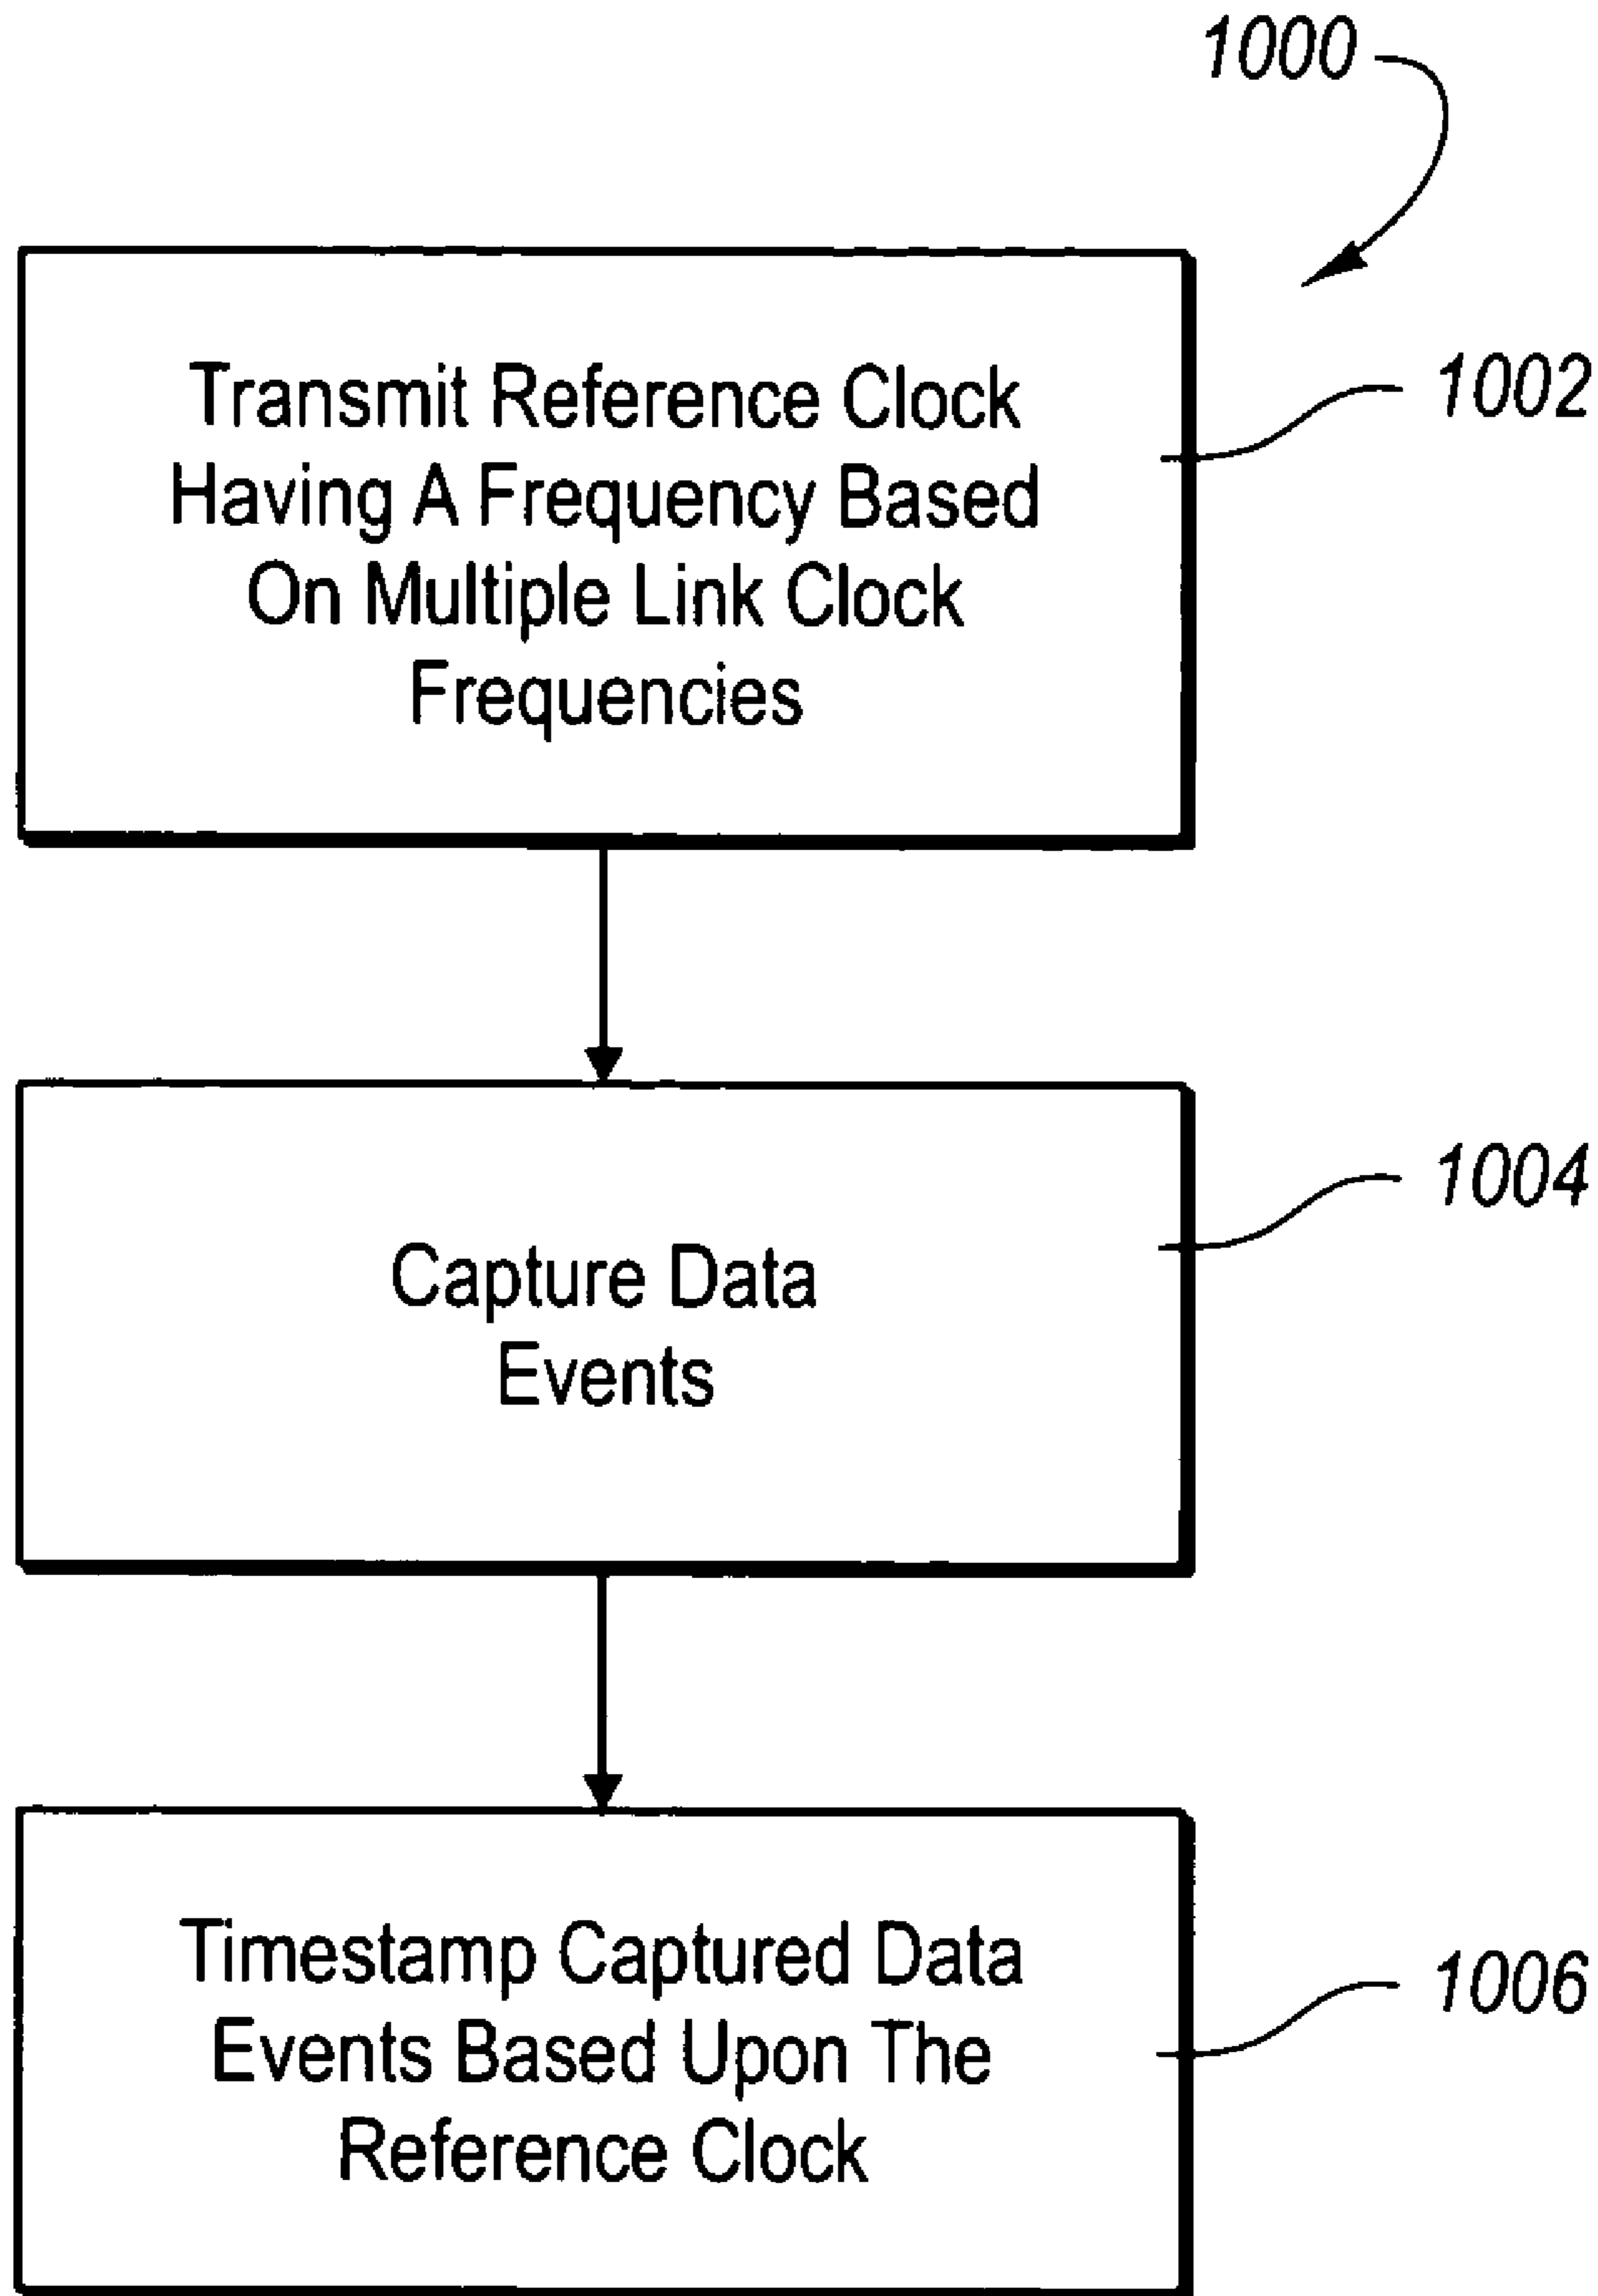 1000
Transmit Reference Clock
Having A Frequency Based
On Multiple Link Clock
Frequencies
1002
Capture Data
Events
1004
Timestamp Captured Data
Events Based Upon The
Reference Clock
1006